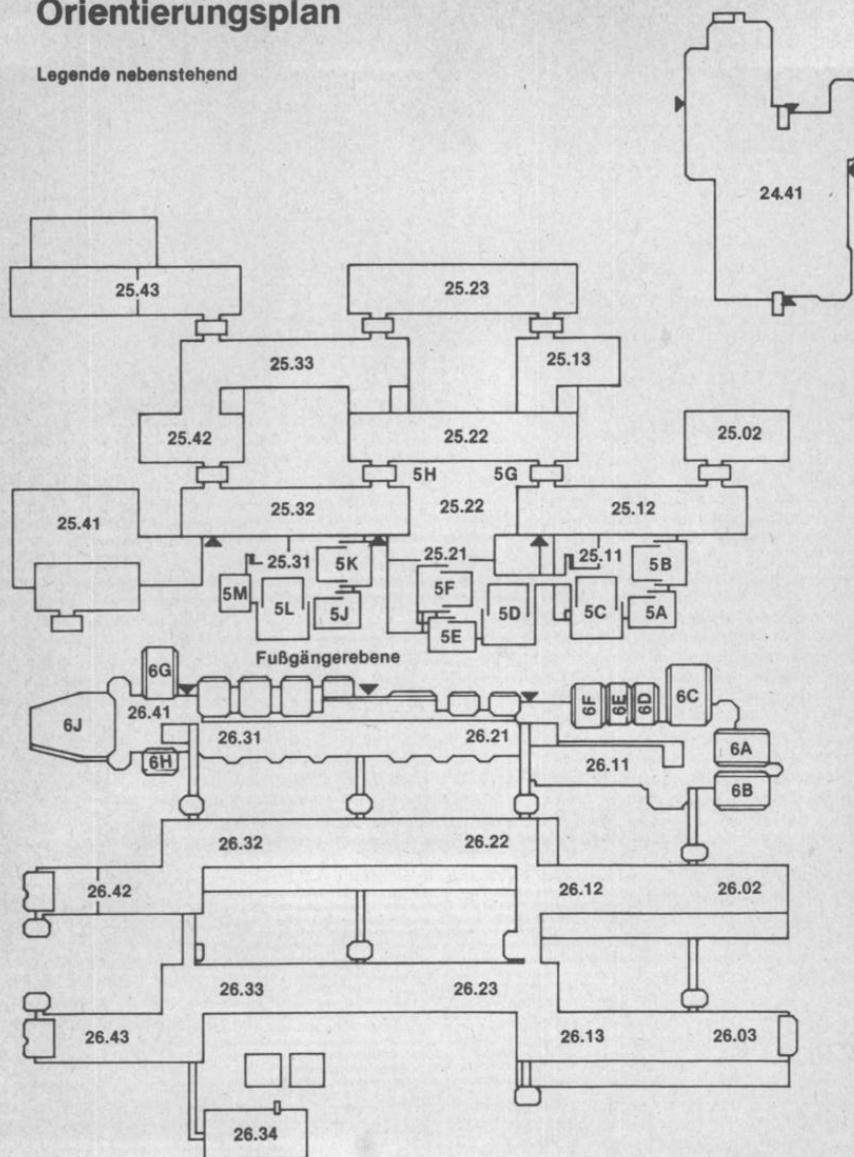 Orientierungsplan
Legende nebenstehend
24.41
25.43
25.23
25.33
25.13
25.42
25.22
25.02
5H
5G
25.41
25.32
25.22
25.12
25.31
5K
25.21
25.11
5B
5M
5L
5J
5F
5E
5D
5C
5A
Fußgängerebene
6G
6J
26.41
6H
26.31
26.21
6F
6E
6D
6C
26.11
6A
6B
26.32
26.22
26.42
26.12
26.02
26.33
26.23
26.43
26.13
26.03
26.34